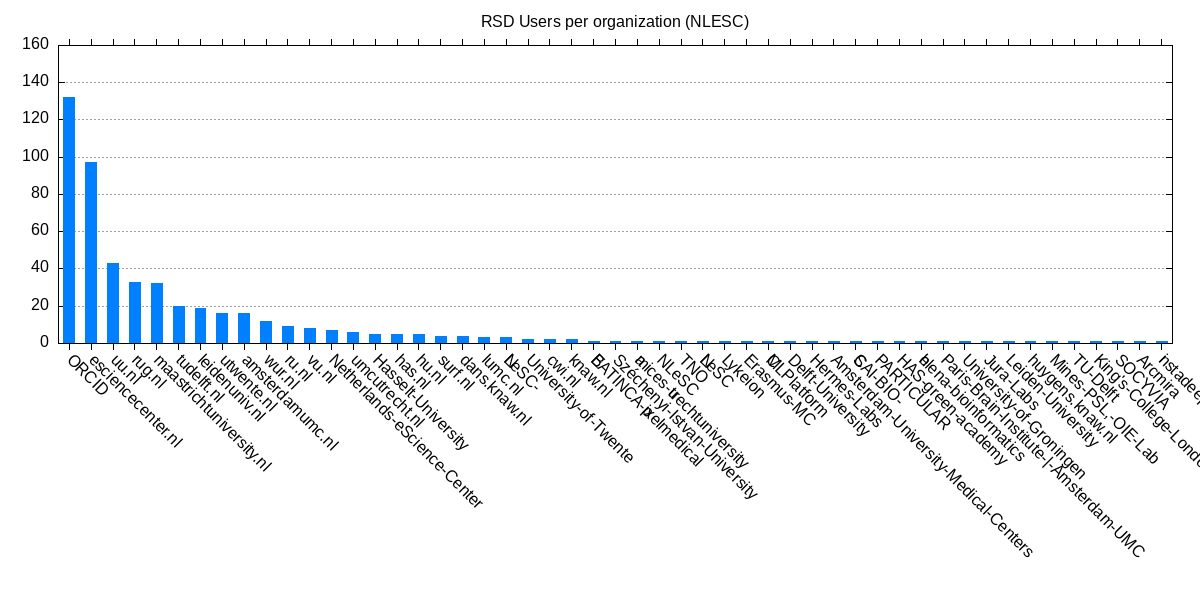 RSD Users per organization (NLESC)
160
140
120
100
80
60
40
20
0
ORCID
esciencecenter.nl
uu.nl
rug.nl
maastrichtuniversity.nl
tudelft.nl
leidenuniv.nl
utwente.nl
amsterdamumc.nl
wur.nl
ru.nl
vu.nl
Netherlands-eScience-Center
umcutrecht.nl
Hasselt-University
has.nl
hu.nl
surf.nl
dans.knaw.nl
lumc.nl
University-of-Twente
cwi.nl
knaw.nl
Széchenyi-István-University
NLeSC
TNO
Lykeion
Erasmus-MC
Delft-University
Hermes-Labs
Amsterdam-University-Medical-Centers
PARTICULAR
HAS-green-academy
Paris-Brain-Institute-|-Amsterdam-UMC
University-of-Groningen
Jura-Labs
Leiden-University
huygens.knaw.nl
Mines-PSL,-OIE-Lab
TU-Delft
SOCYVIA
Arcmira